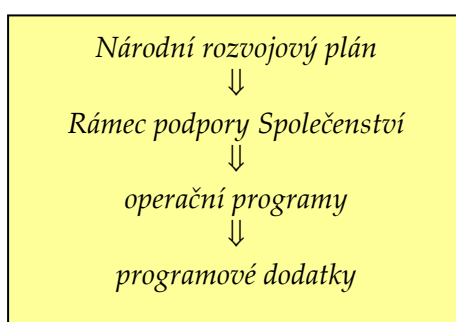 Národní rozvojový plán
⇓
Rámec podpory Společenství
⇓
operační programy
⇓
programové dodatky